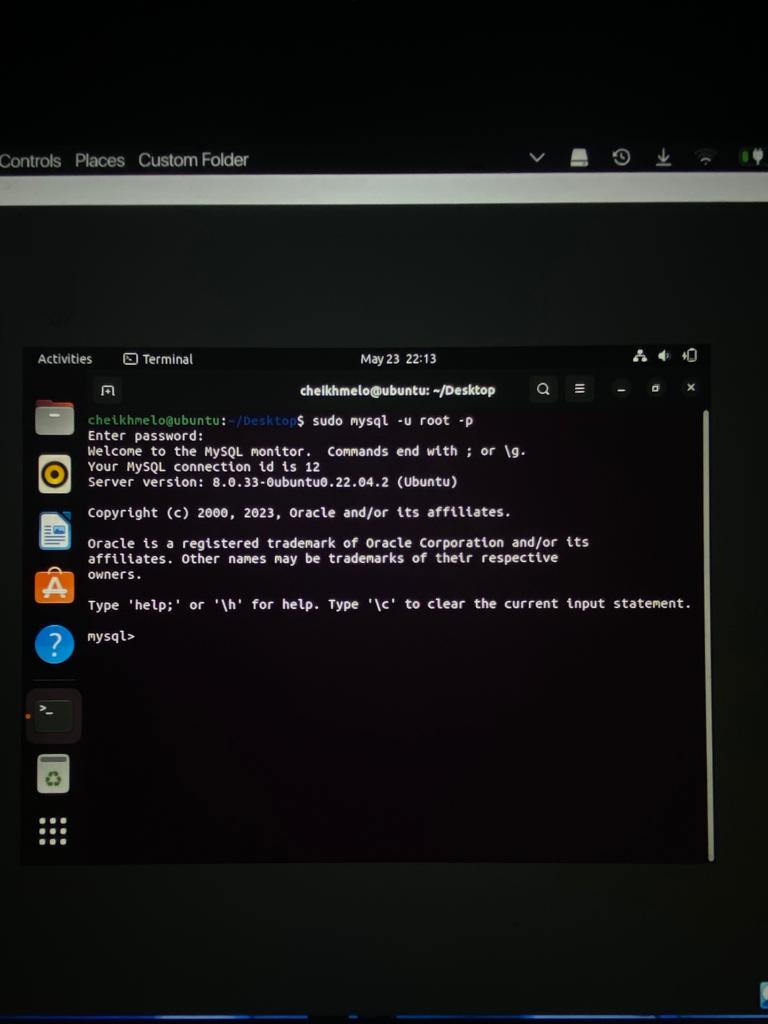 Controls Places Custom Folder
Activities Terminal May 23 22:13
cheikhmelo@ubuntu: ~/Desktop
cheikhmelo@ubuntu:~/Desktop$ sudo mysql -u root -p
Enter password:
Welcome to the MySQL monitor.  Commands end with ; or \g.
Your MySQL connection id is 12
Server version: 8.0.33-0ubuntu0.22.04.2 (Ubuntu)
Copyright (c) 2000, 2023, Oracle and/or its affiliates.
Oracle is a registered trademark of Oracle Corporation and/or its
affiliates. Other names may be trademarks of their respective
owners.
Type 'help;' or '\h' for help. Type '\c' to clear the current input statement.
mysql>